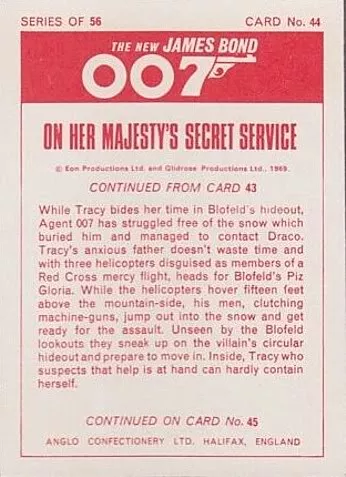 SERIES OF 56 CARD No. 44
THE NEW JAMES BOND
007
ON HER MAJESTY'S SECRET SERVICE
© Eon Productions Ltd. and Glidrose Productions Ltd., 1969.
CONTINUED FROM CARD 43
While Tracy bides her time in Blofeld's hideout,
Agent 007 has struggled free of the snow which
buried him and managed to contact Draco.
Tracy's anxious father doesn't waste time and
with three helicopters disguised as members of a
Red Cross mercy flight, heads for Blofeld's Piz
Gloria. While the helicopters hover fifteen feet
above the mountain-side, his men, clutching
machine-guns, jump out into the snow and get
ready for the assault. Unseen by the Blofeld
lookouts they sneak up on the villain's circular
hideout and prepare to move in. Inside, Tracy who
suspects that help is at hand can hardly contain
herself.
CONTINUED ON CARD No. 45
ANGLO CONFECTIONERY LTD. HALIFAX, ENGLAND